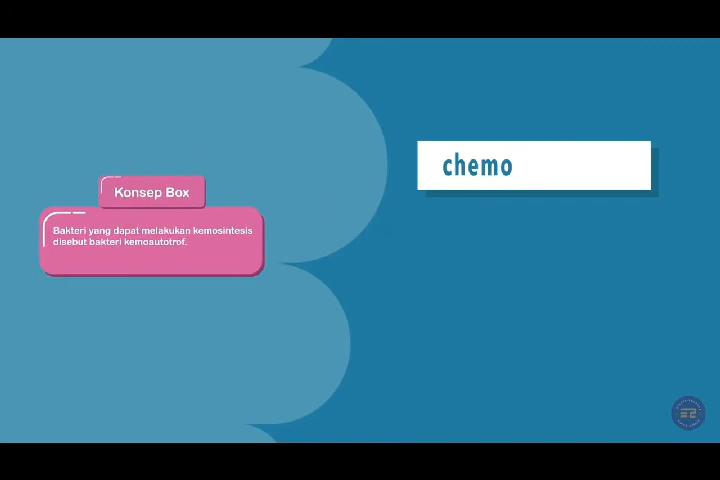 Konsep Box
Bakteri yang dapat melakukan kemosintesis
disebut bakteri kemoautotrof.
chemo